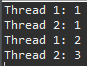 Thread 1: 1
Thread 2: 1
Thread 1: 2
Thread 2: 3